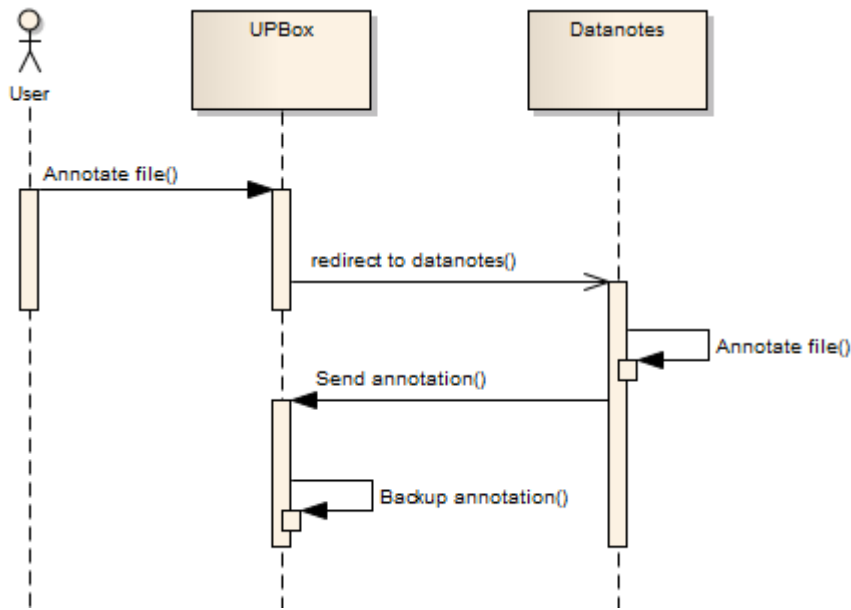 UPBox
Datanotes
User
Annotate file()
redirect to datanotes()
Annotate file()
Send annotation()
Backup annotation()